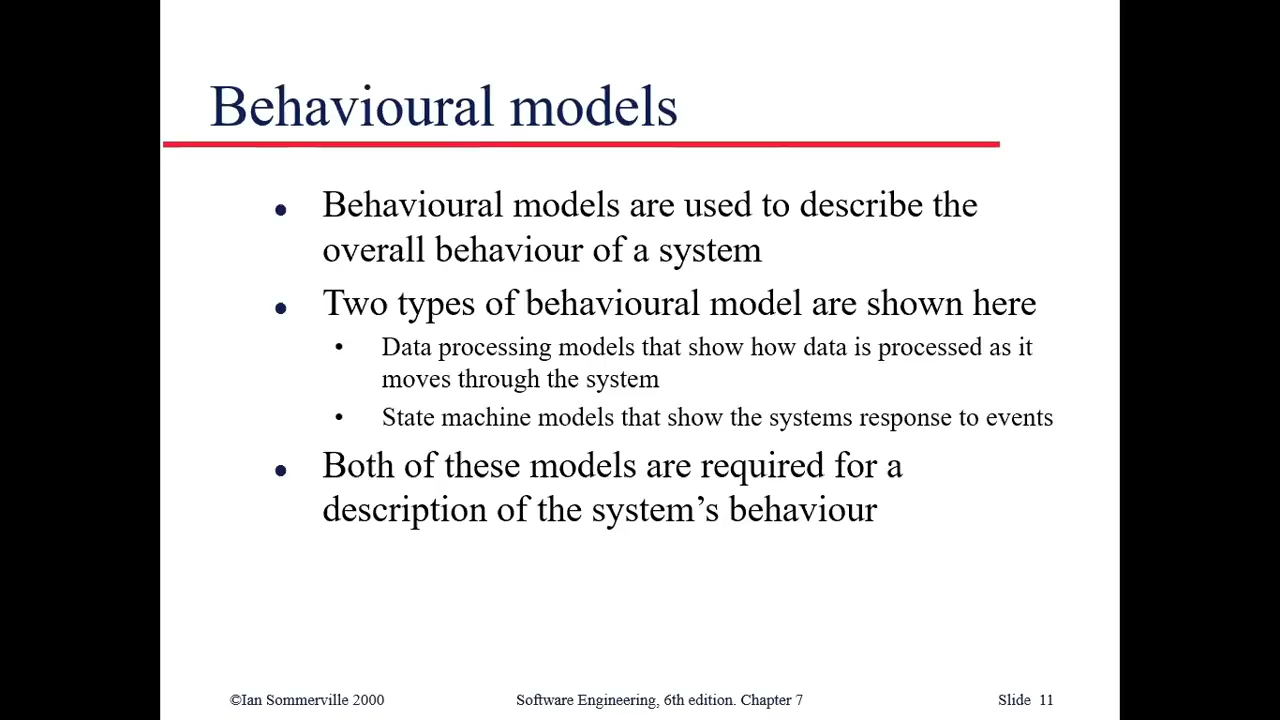 Behavioural models
● Behavioural models are used to describe the
overall behaviour of a system
● Two types of behavioural model are shown here
• Data processing models that show how data is processed as it
moves through the system
• State machine models that show the systems response to events
● Both of these models are required for a
description of the system’s behaviour
©Ian Sommerville 2000 Software Engineering, 6th edition. Chapter 7 Slide 11